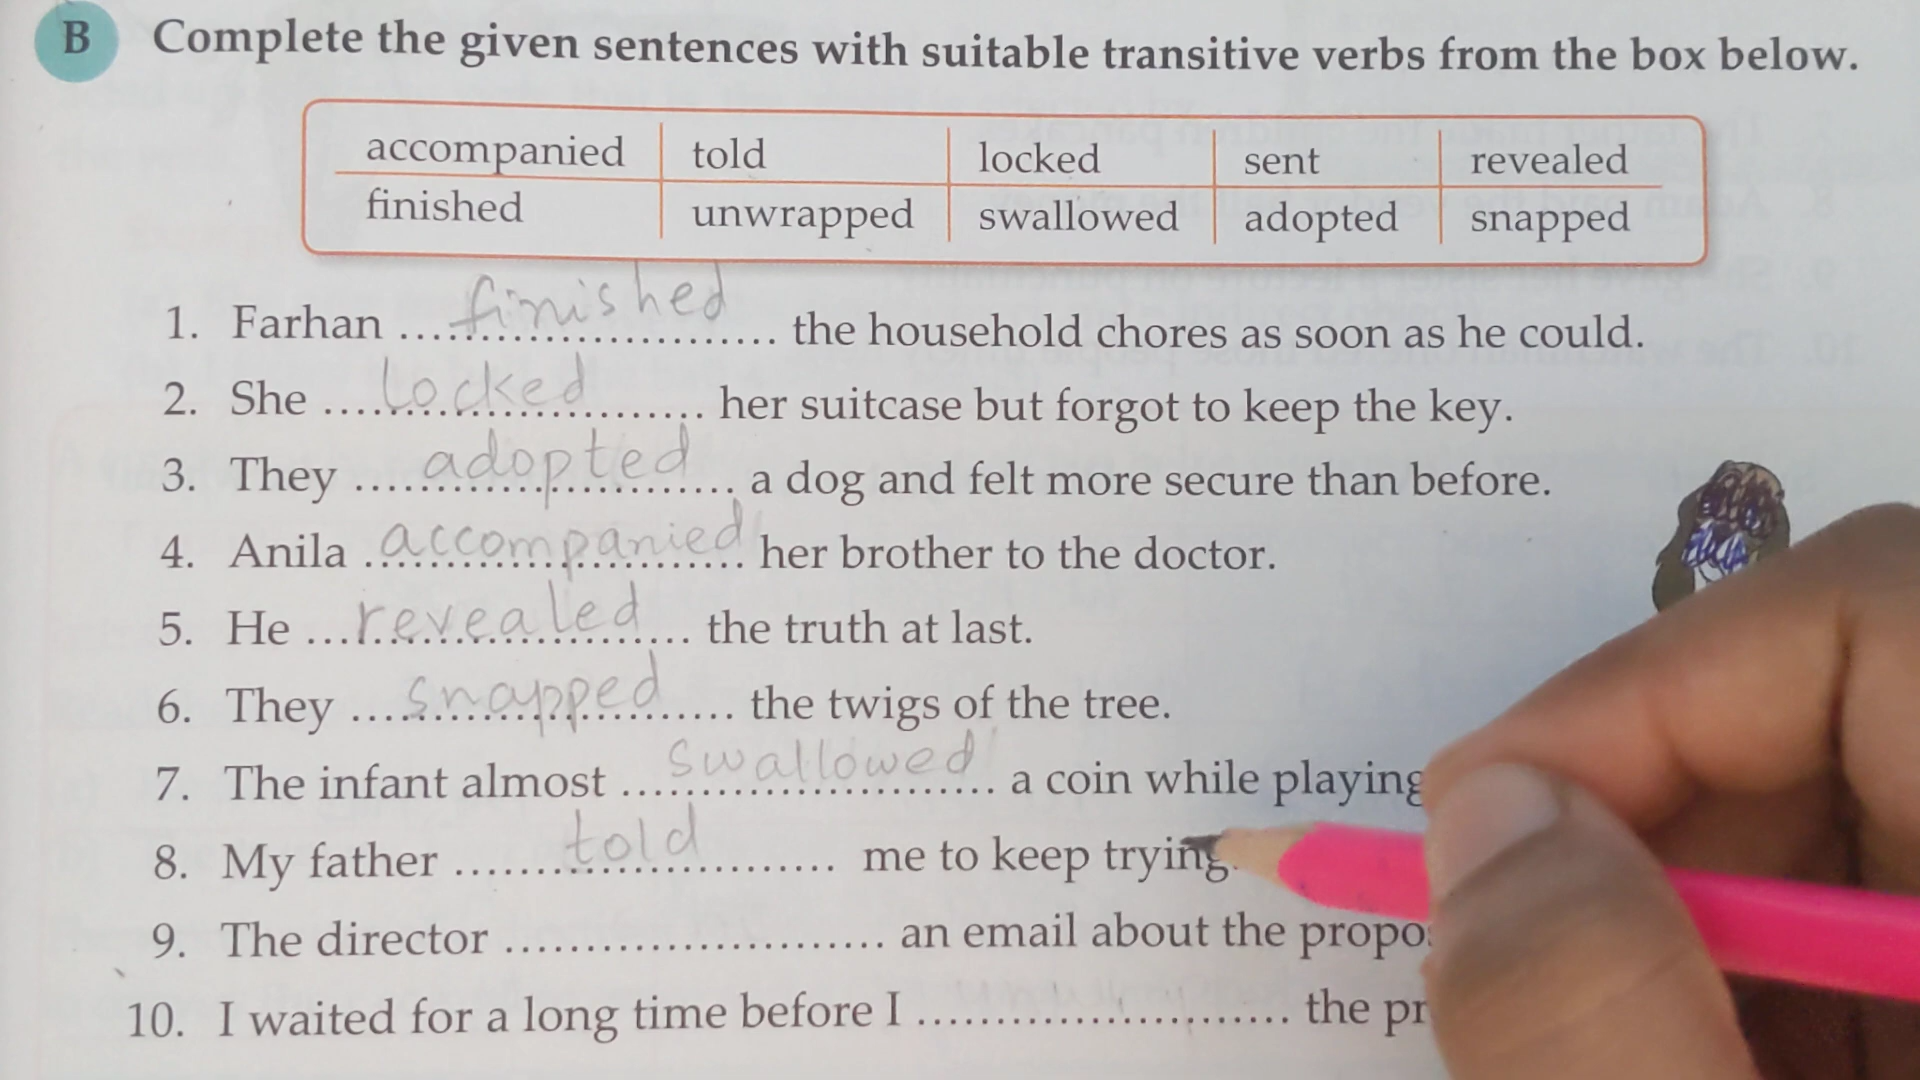 B Complete the given sentences with suitable transitive verbs from the box below.
accompanied told locked sent revealed
finished unwrapped swallowed adopted snapped
1. Farhan ...finished... the household chores as soon as he could.
2. She ...locked... her suitcase but forgot to keep the key.
3. They ...adopted... a dog and felt more secure than before.
4. Anila ...accompanied... her brother to the doctor.
5. He ...revealed... the truth at last.
6. They ...snapped... the twigs of the tree.
7. The infant almost ...swallowed... a coin while playing
8. My father ...told... me to keep trying.
9. The director ........................ an email about the
10. I waited for a long time before I ........................ the